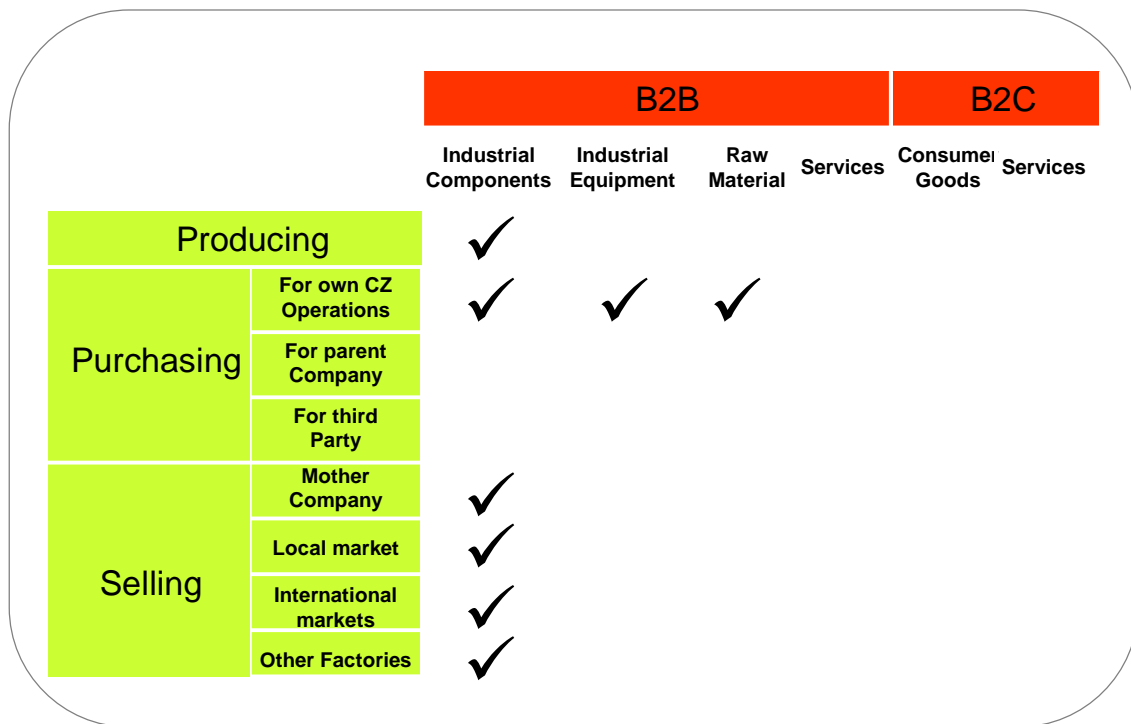 B2B B2C
Industrial Components Industrial Equipment Raw Material Services Consumer Goods Services
Producing
Purchasing
For own CZ
Operations
For parent
Company
For third
Party
Selling
Mother
Company
Local market
International
markets
Other Factories